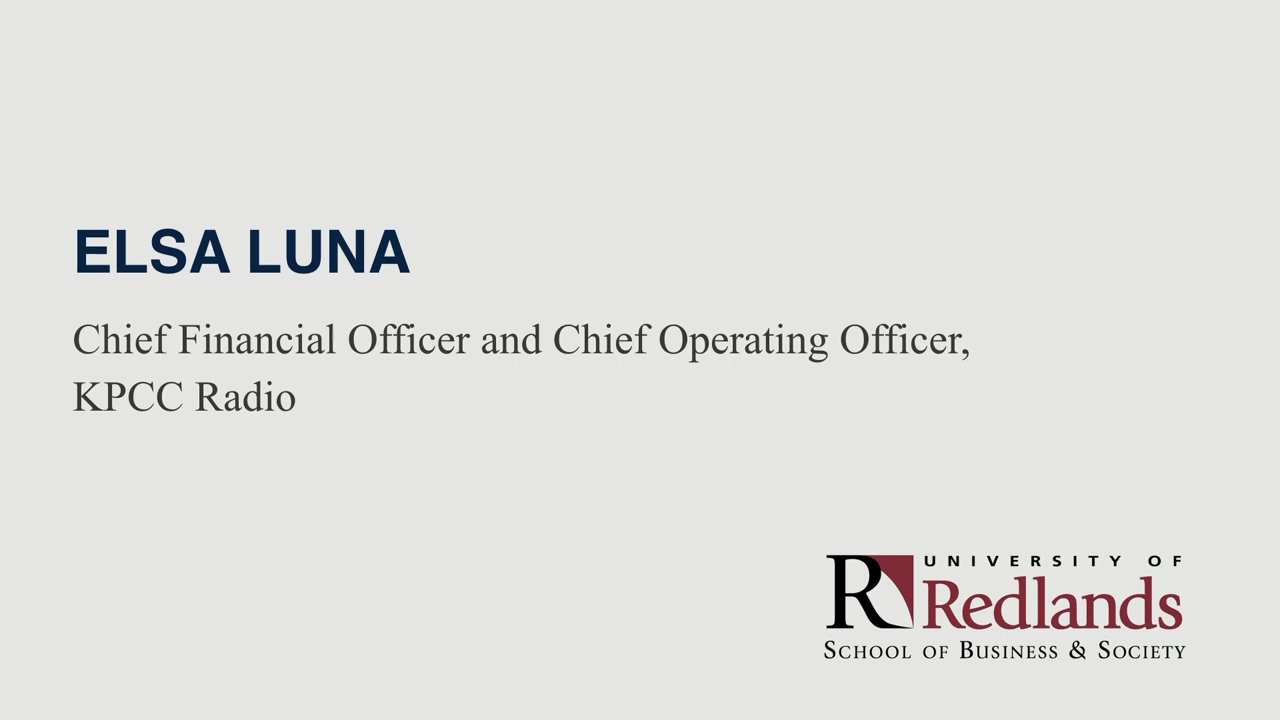 ELSA LUNA
Chief Financial Officer and Chief Operating Officer,
KPCC Radio
R UNIVERSITY OF
Redlands
SCHOOL OF BUSINESS & SOCIETY